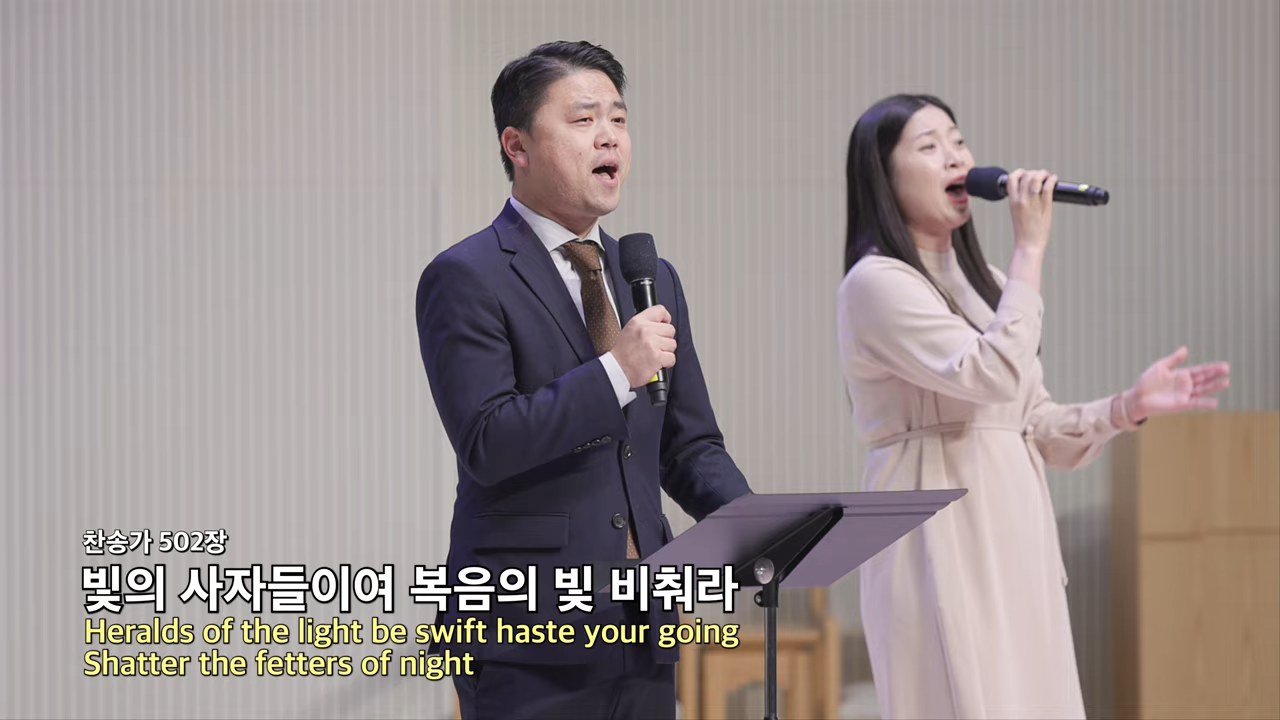 찬송가 502장
빛의 사자들이여 복음의 빛 비춰라
Heralds of the light be swift haste your going
Shatter the fetters of night